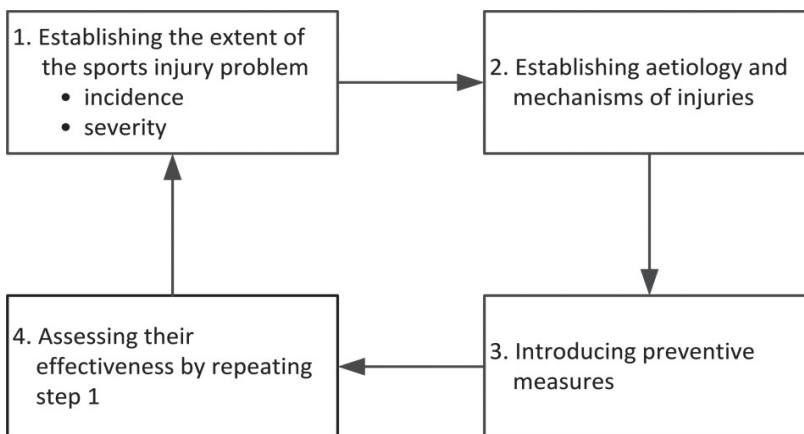 1. Establishing the extent of
the sports injury problem
• incidence
• severity
2. Establishing aetiology and
mechanisms of injuries
3. Introducing preventive
measures
4. Assessing their
effectiveness by repeating
step 1